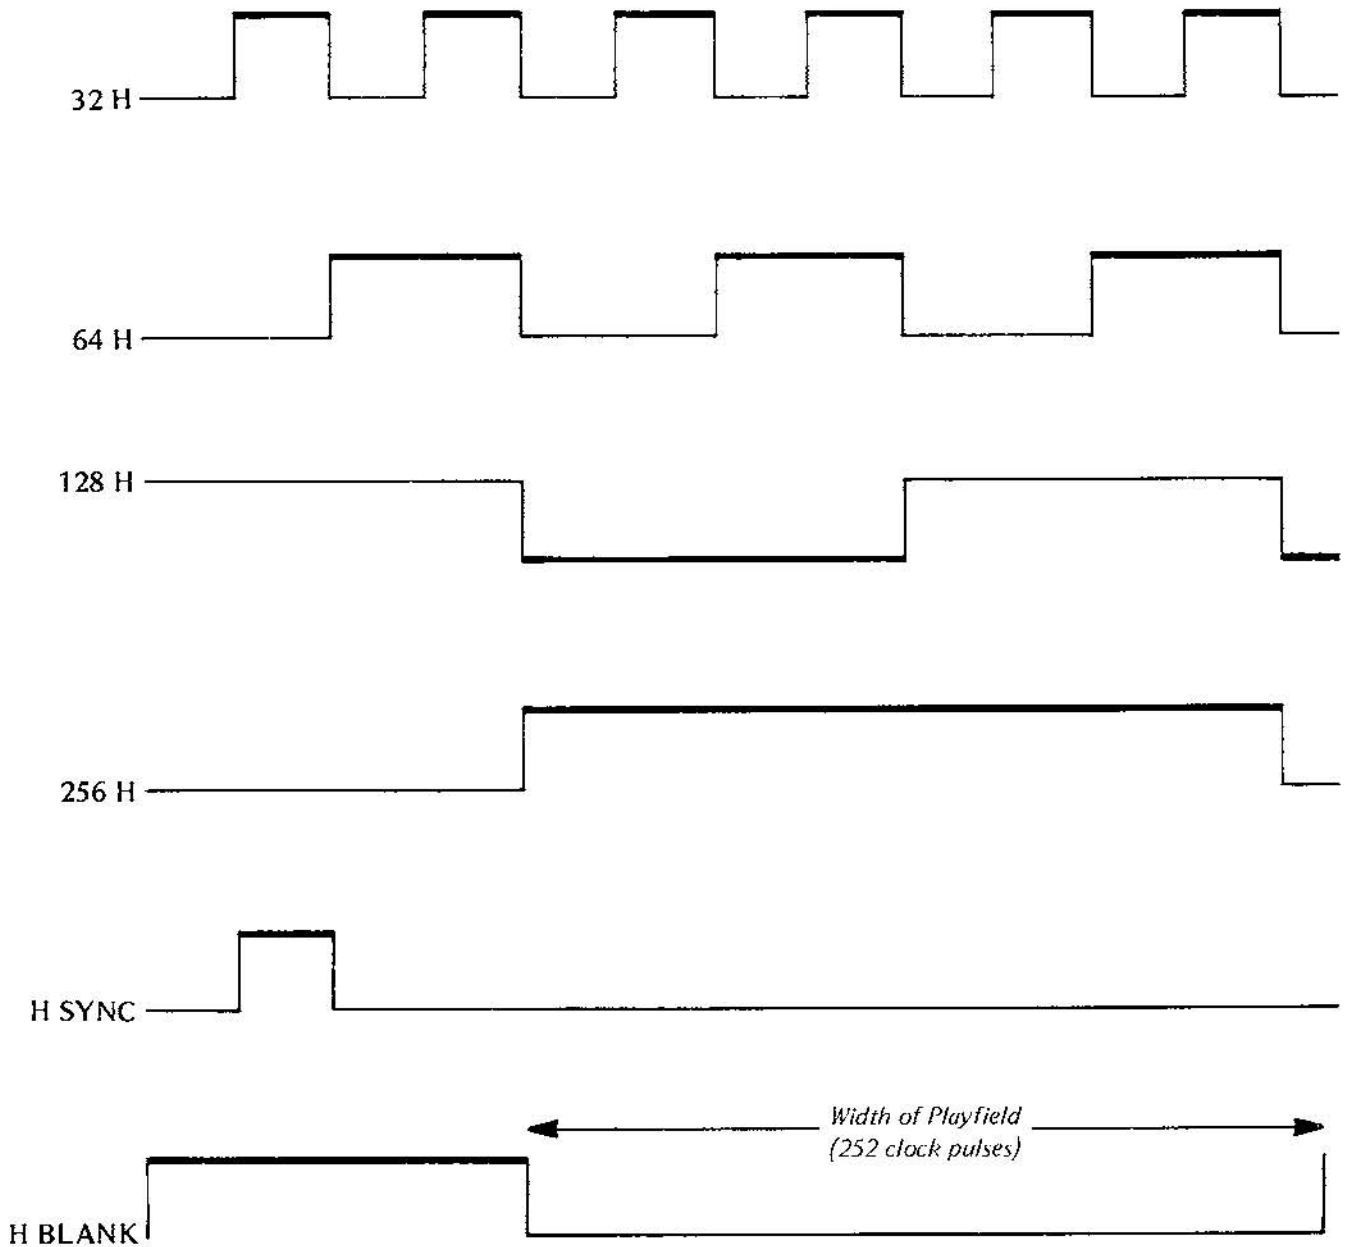 32 H
64 H
128 H
256 H
H SYNC
Width of Playfield
(252 clock pulses)
H BLANK